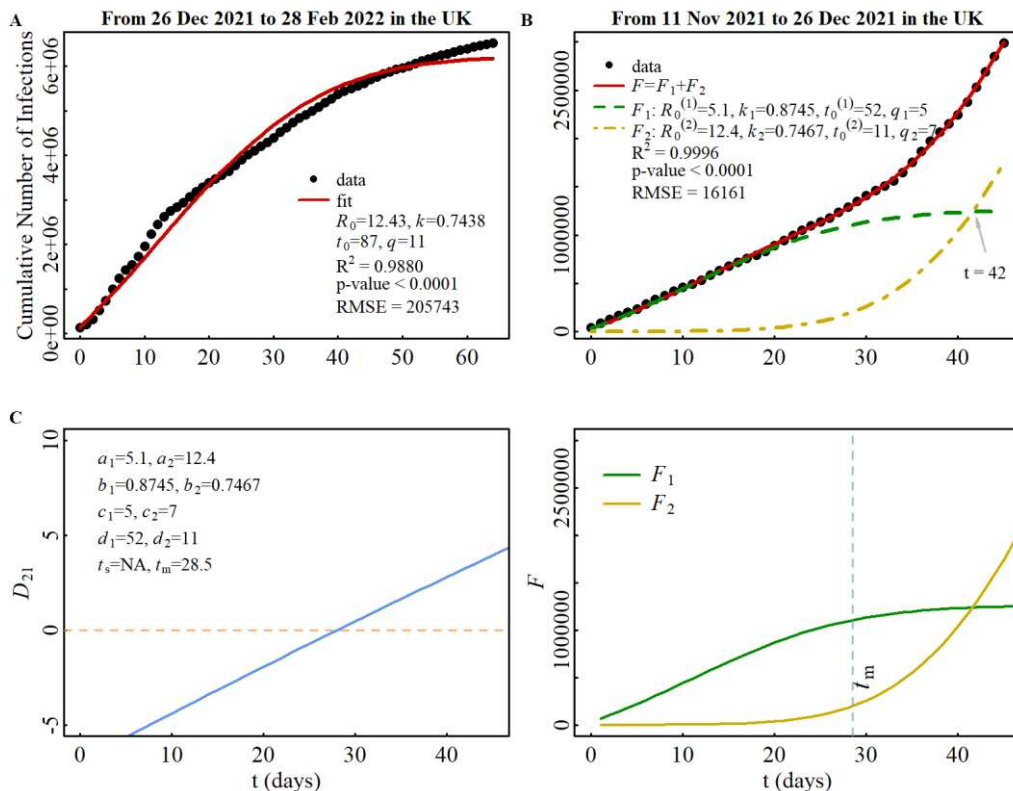 A
From 26 Dec 2021 to 28 Feb 2022 in the UK
Cumulative Number of Infections
0e+00
2e+06
4e+06
6e+06
data
fit
R₀=12.43, k=0.7438
t₀=87, q=11
R² = 0.9880
p-value < 0.0001
RMSE = 205743
0 10 20 30 40 50 60
B
From 11 Nov 2021 to 26 Dec 2021 in the UK
0
1000000
2500000
data
F=F₁+F₂
F₁: R₀⁽¹⁾=5.1, k₁=0.8745, t₀⁽¹⁾=52, q₁=5
F₂: R₀⁽²⁾=12.4, k₂=0.7467, t₀⁽²⁾=11, q₂=7
R² = 0.9996
p-value < 0.0001
RMSE = 16161
t = 42
0 10 20 30 40
C
D₂₁
-5
0
5
10
a₁=5.1, a₂=12.4
b₁=0.8745, b₂=0.7467
c₁=5, c₂=7
d₁=52, d₂=11
tₛ=NA, tₘ=28.5
0 10 20 30 40
t (days)
F
0
1000000
2500000
F₁
F₂
tₘ
0 10 20 30 40
t (days)